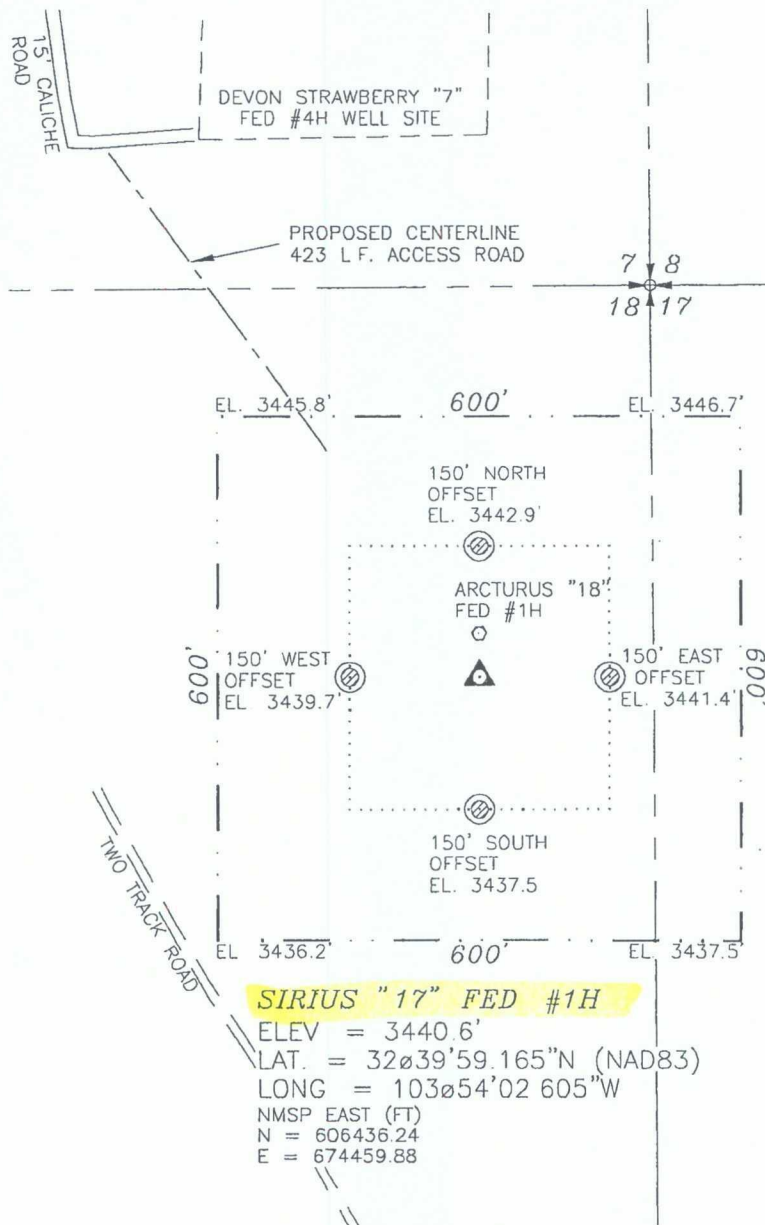 15' CALICHE
ROAD
DEVON STRAWBERRY "7"
FED #4H WELL SITE
PROPOSED CENTERLINE
423 L F. ACCESS ROAD
7 8
18 17
EL. 3445.8'
600'
EL. 3446.7'
150' NORTH
OFFSET
EL. 3442.9'
ARCTURUS "18"
FED #1H
600'
150' WEST
OFFSET
EL 3439.7'
150' EAST
OFFSET
EL. 3441.4'
600'
150' SOUTH
OFFSET
EL. 3437.5
TWO TRACK ROAD
EL 3436.2'
600'
EL. 3437.5'
SIRIUS "17" FED #1H
ELEV = 3440.6'
LAT. = 32ø39'59.165"N (NAD83)
LONG = 103ø54'02 605"W
NMSP EAST (FT)
N = 606436.24
E = 674459.88